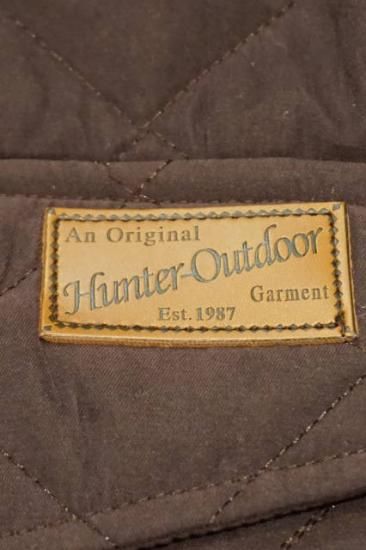 An Original
Hunter-Outdoor
Garment
Est. 1987